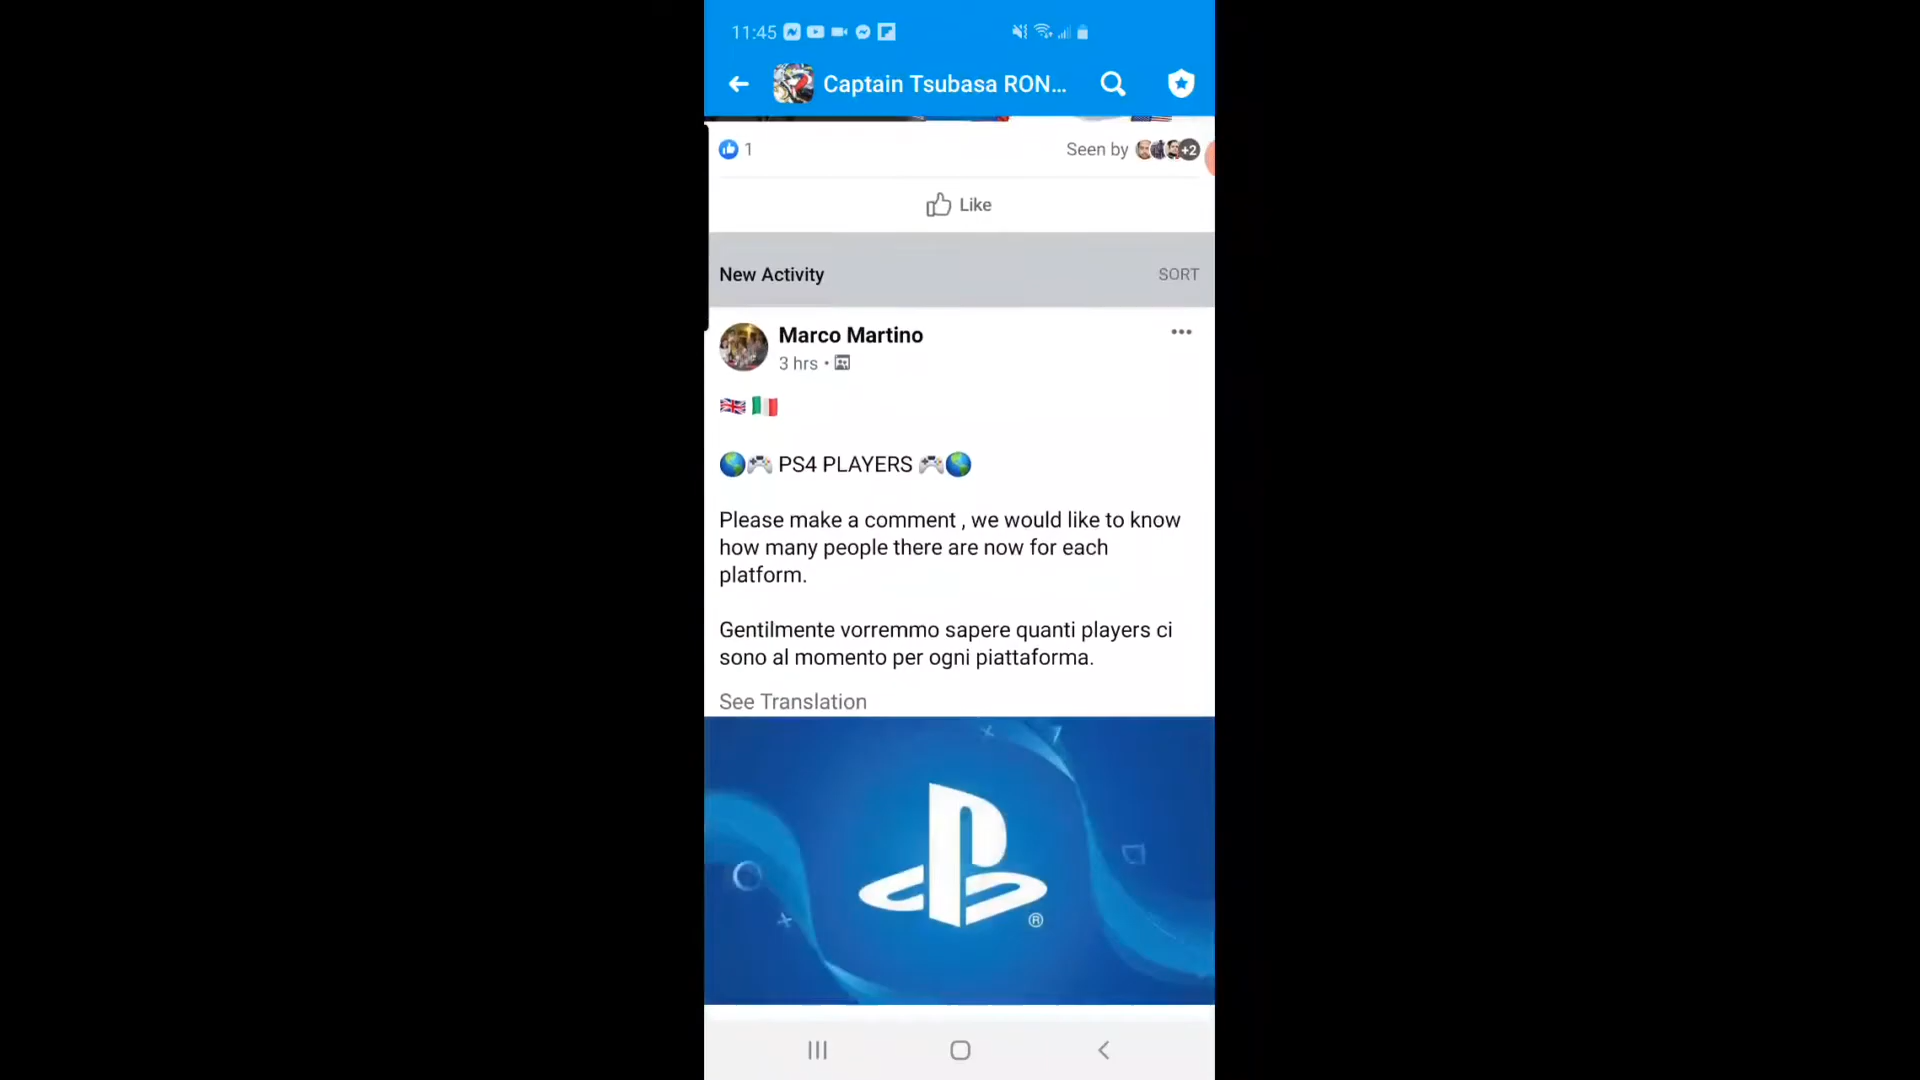 11:45
Captain Tsubasa RON...
1
Seen by
+2
Like
New Activity
SORT
Marco Martino
3 hrs •
PS4 PLAYERS
Please make a comment , we would like to know
how many people there are now for each
platform.
Gentilmente vorremmo sapere quanti players ci
sono al momento per ogni piattaforma.
See Translation
®